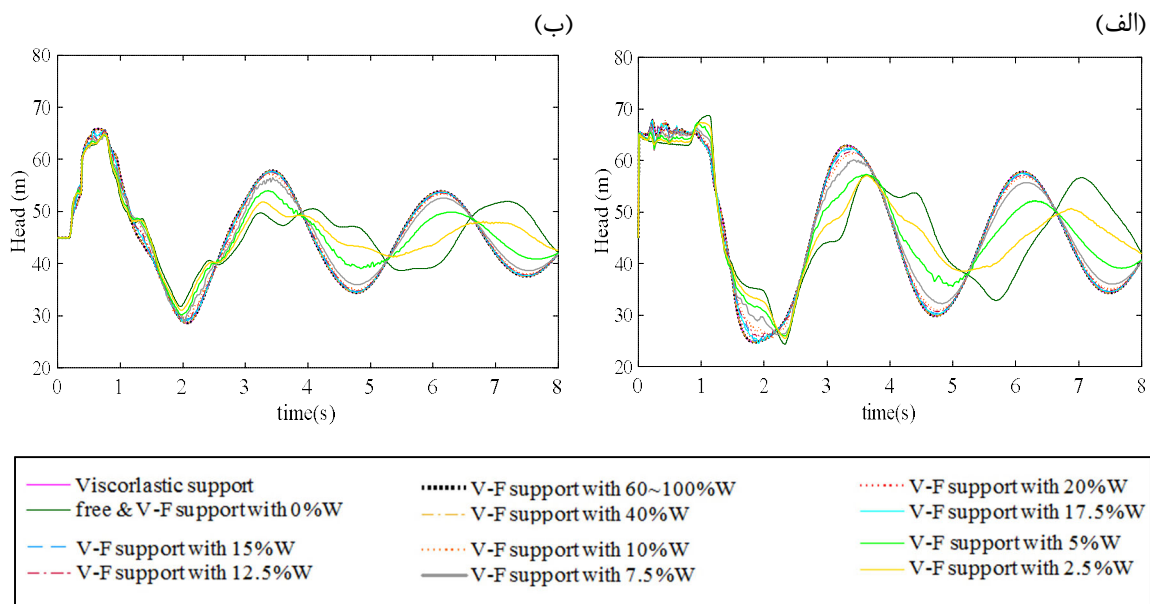 (ب)
(الف)
80
70
60
50
40
30
20
Head (m)
0 1 2 3 4 5 6 7 8
time(s)
80
70
60
50
40
30
20
Head (m)
0 1 2 3 4 5 6 7 8
time(s)
Viscorlastic support
free & V-F support with 0%W
V-F support with 15%W
V-F support with 12.5%W
V-F support with 60~100%W
V-F support with 40%W
V-F support with 10%W
V-F support with 7.5%W
V-F support with 20%W
V-F support with 17.5%W
V-F support with 5%W
V-F support with 2.5%W